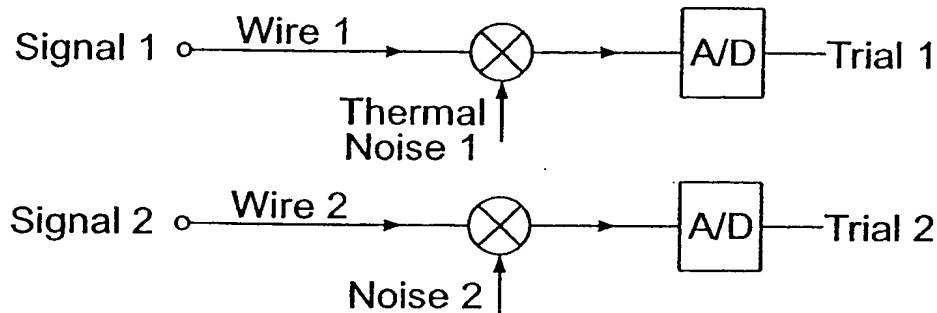 Signal 1
Wire 1
Thermal
Noise 1
A/D
Trial 1
Signal 2
Wire 2
Noise 2
A/D
Trial 2